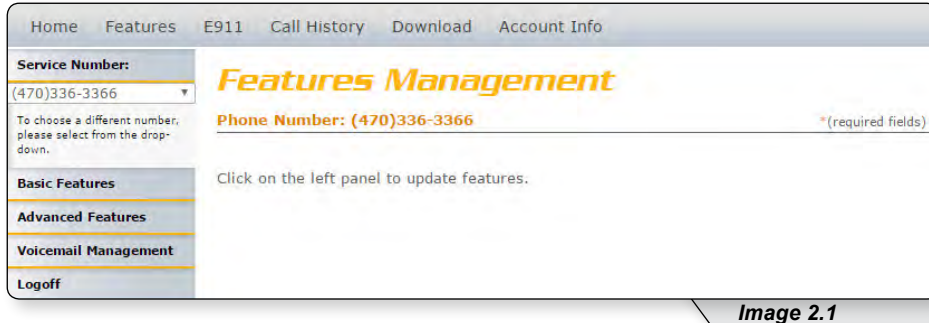 Home Features E911 Call History Download Account Info
Service Number:
(470)336-3366
To choose a different number,
please select from the drop-
down.
Basic Features
Advanced Features
Voicemail Management
Logoff
Features Management
Phone Number: (470)336-3366 *(required fields)
Click on the left panel to update features.
Image 2.1